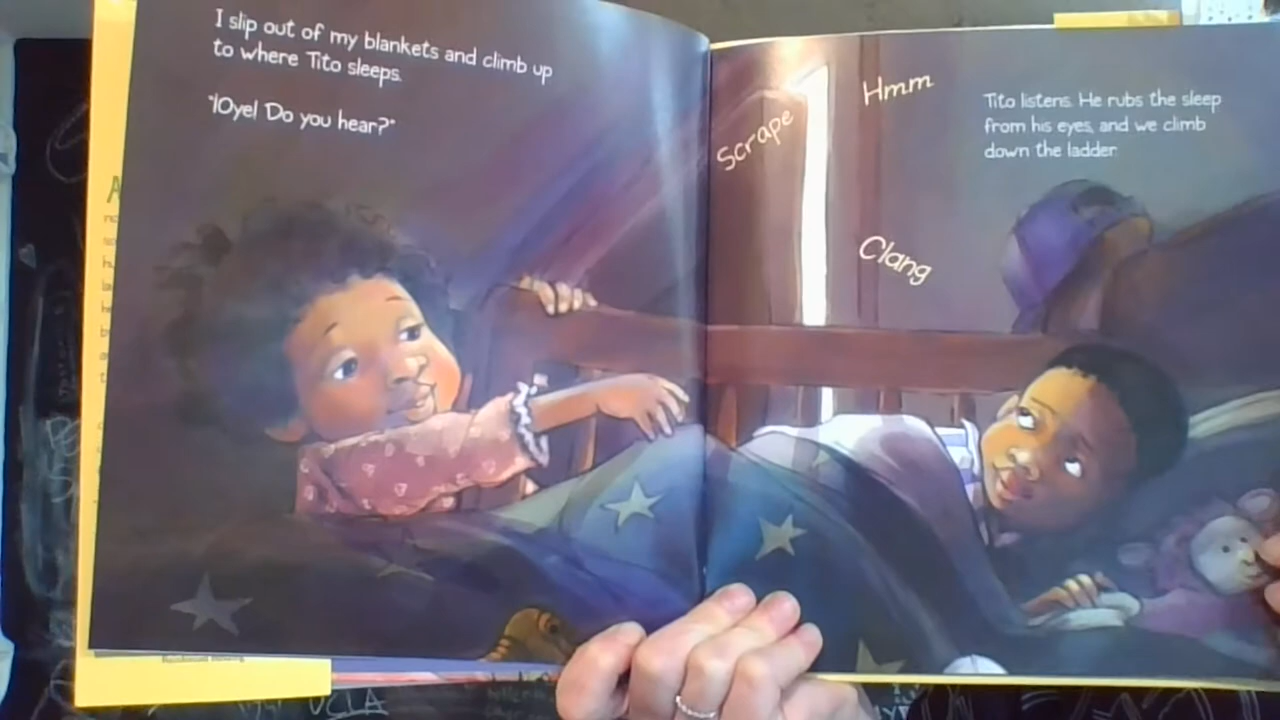 I slip out of my blankets and climb up
to where Tito sleeps.
"¡Oye! Do you hear?"
Scrape
Hmm
Clang
Tito listens. He rubs the sleep
from his eyes, and we climb
down the ladder.
UCLA